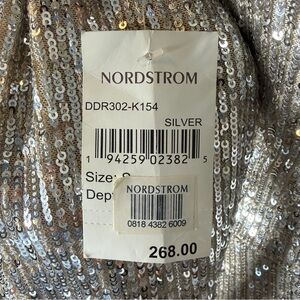 NORDSTROM
DDR302-K154
SILVER
1 94259 02382 5
Size: S
Dept
NORDSTROM
0818 4382 6009
268.00